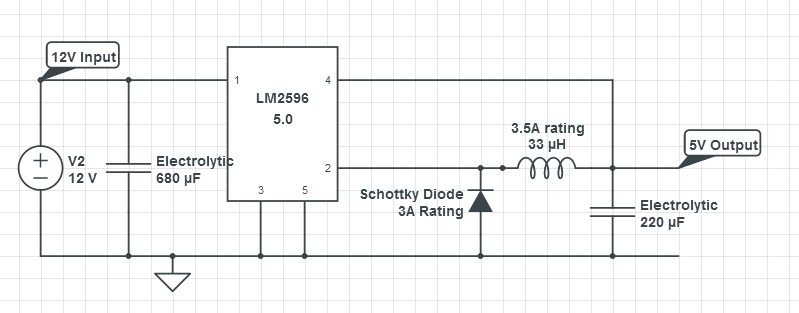 12V Input
1
4
LM2596
5.0
3.5A rating
33 µH
5V Output
V2
12 V
Electrolytic
680 µF
2
3
5
Schottky Diode
3A Rating
Electrolytic
220 µF